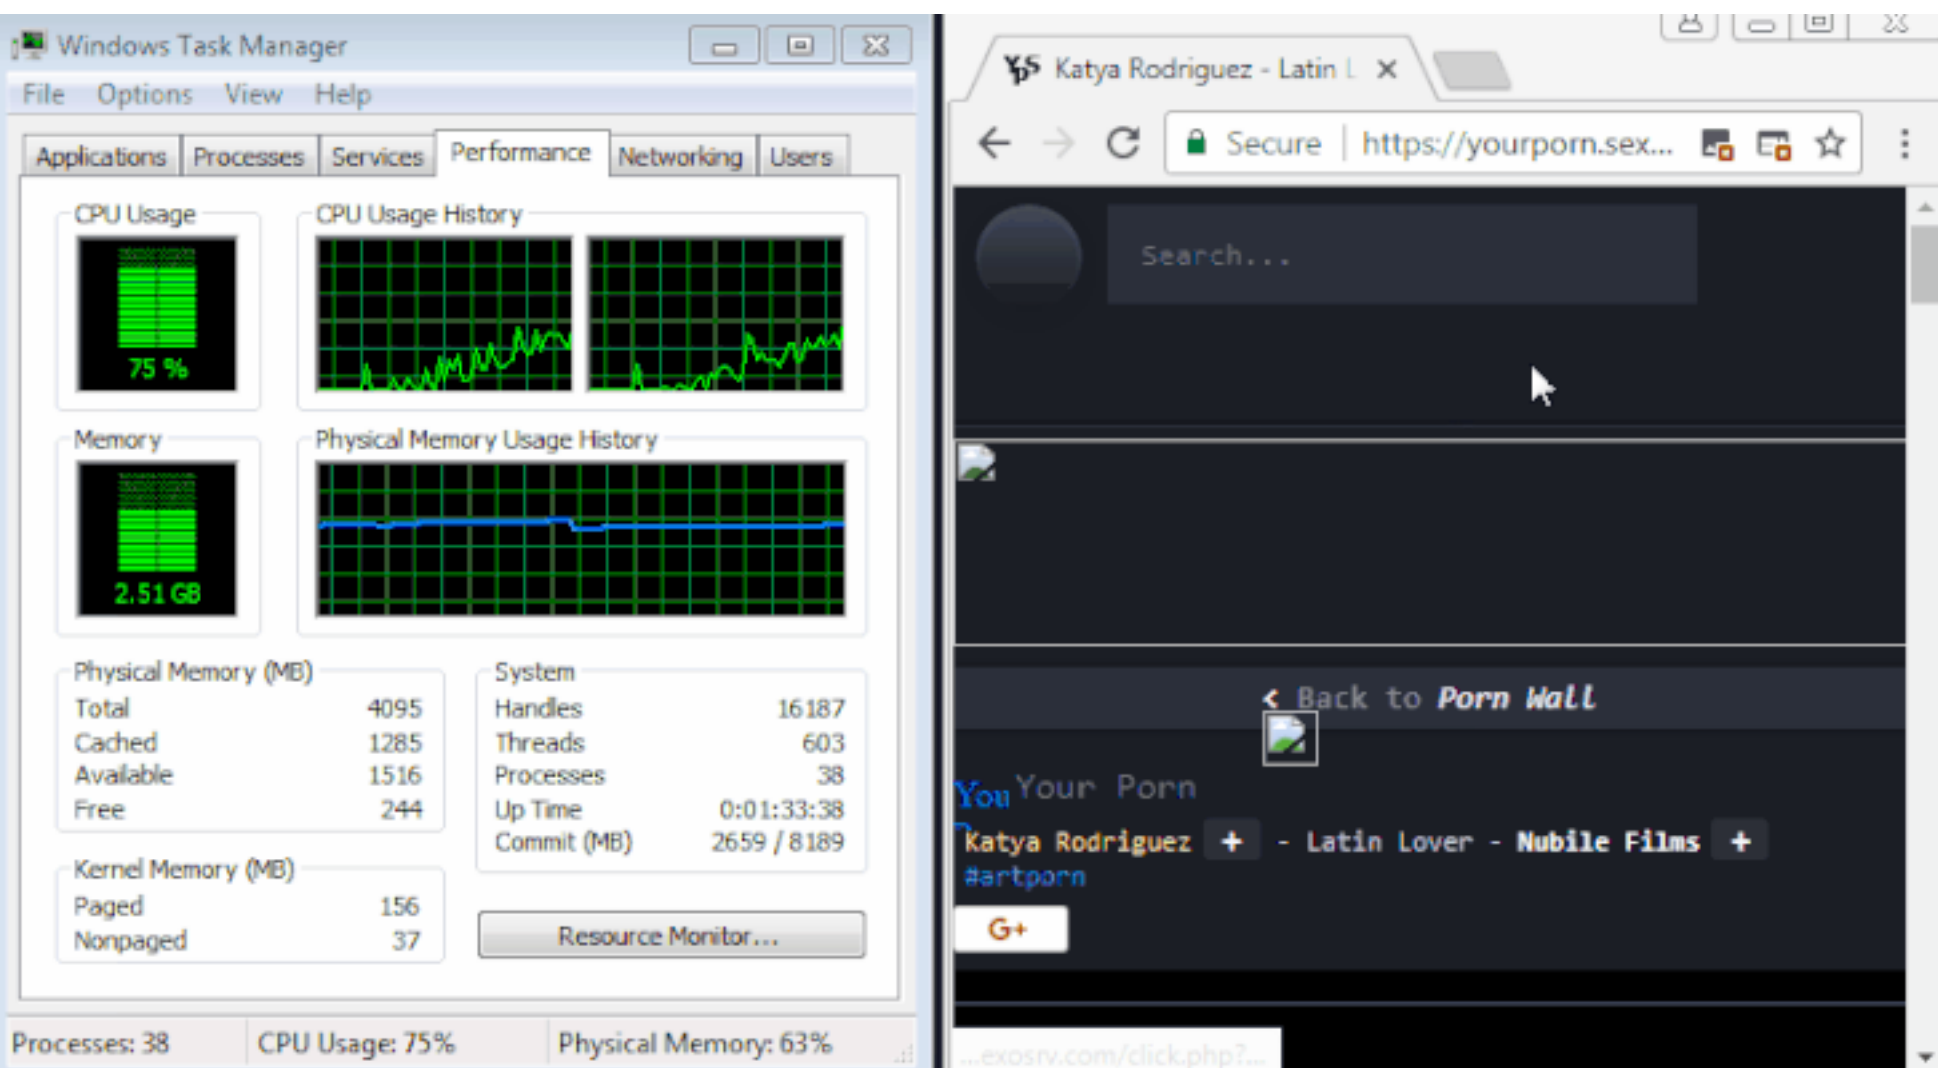 Windows Task Manager
File Options View Help
Applications Processes Services Performance Networking Users
CPU Usage
CPU Usage History
75 %
Memory
Physical Memory Usage History
2.51 GB
Physical Memory (MB)
Total 4095
Cached 1285
Available 1516
Free 244
Kernel Memory (MB)
Paged 156
Nonpaged 37
System
Handles 16187
Threads 603
Processes 38
Up Time 0:01:33:38
Commit (MB) 2659 / 8189
Resource Monitor...
Processes: 38 CPU Usage: 75% Physical Memory: 63%
Katya Rodriguez - Latin L
Secure https://yourporn.sex...
Search...
Back to Porn Wall
You Your Porn
Katya Rodriguez + - Latin Lover - Nubile Films +
#artporn
G+
...exosrv.com/click.php?...